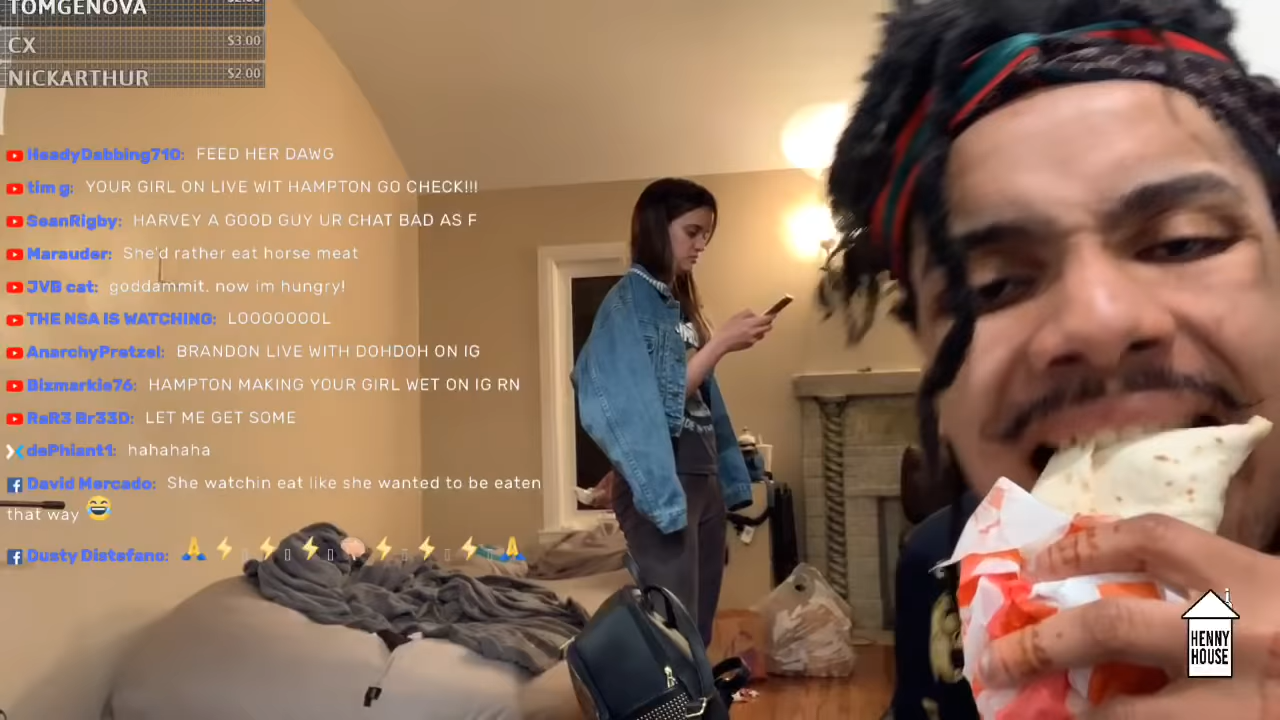 TOMGENOVA
CX $3.00
NICKARTHUR $2.00
HeadyDabbing710: FEED HER DAWG
tim g: YOUR GIRL ON LIVE WIT HAMPTON GO CHECK!!!
SeanRigby: HARVEY A GOOD GUY UR CHAT BAD AS F
Marauder: She'd rather eat horse meat
JVB cat: goddammit. now im hungry!
THE NSA IS WATCHING: LOOOOOOOL
AnarchyPretzel: BRANDON LIVE WITH DOHDOH ON IG
Bizmarkie76: HAMPTON MAKING YOUR GIRL WET ON IG RN
RaR3 Br33D: LET ME GET SOME
dePhiant1: hahahaha
David Mercado: She watchin eat like she wanted to be eaten
that way 😂
Dusty Distefano:
HENNY
HOUSE